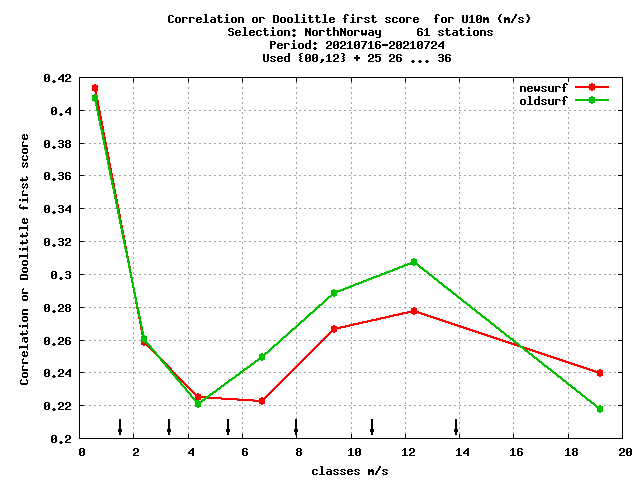 Correlation or Doolittle first score  for U10m (m/s)
Selection: NorthNorway     61 stations
Period: 20210716-20210724
Used {00,12} + 25 26 ... 36
newsurf
oldsurf
Correlation or Doolittle first score
0.42
0.4
0.38
0.36
0.34
0.32
0.3
0.28
0.26
0.24
0.22
0.2
0 2 4 6 8 10 12 14 16 18 20
classes m/s